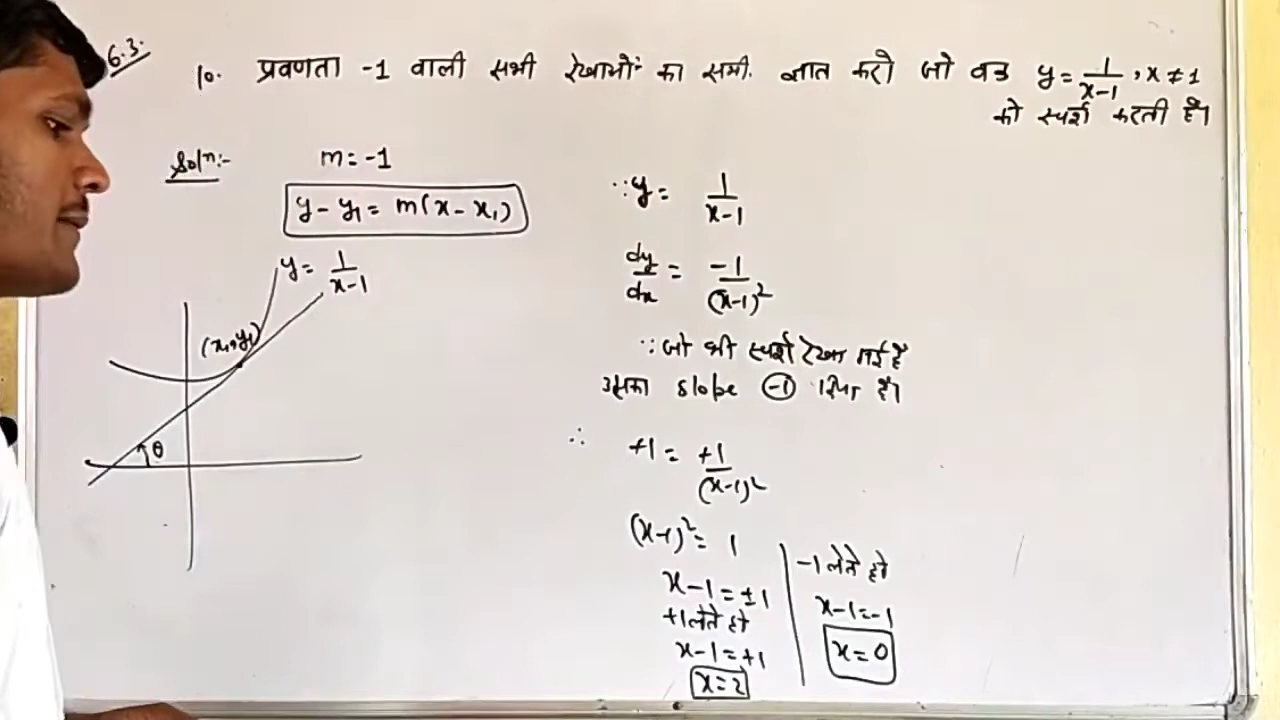 6.3.
10. प्रवणता -1 वाली सभी रेखाओं का समी. ज्ञात करो जो वक्र y = 1/(x-1), x ≠ 1
को स्पर्श करती है।
Solⁿ:- m = -1
y - y₁ = m(x - x₁)
y = 1/(x-1)
(x₁, y₁)
θ
∵ y = 1/(x-1)
dy/dx = -1/(x-1)²
∵ जो भी स्पर्श रेखा गई है
उसका slope -1 दिया है।
∴ +1 = +1/(x-1)²
(x-1)² = 1
x-1 = ±1
+1 लेते हो
x-1 = +1
x = 2
-1 लेते हो
x-1 = -1
x = 0